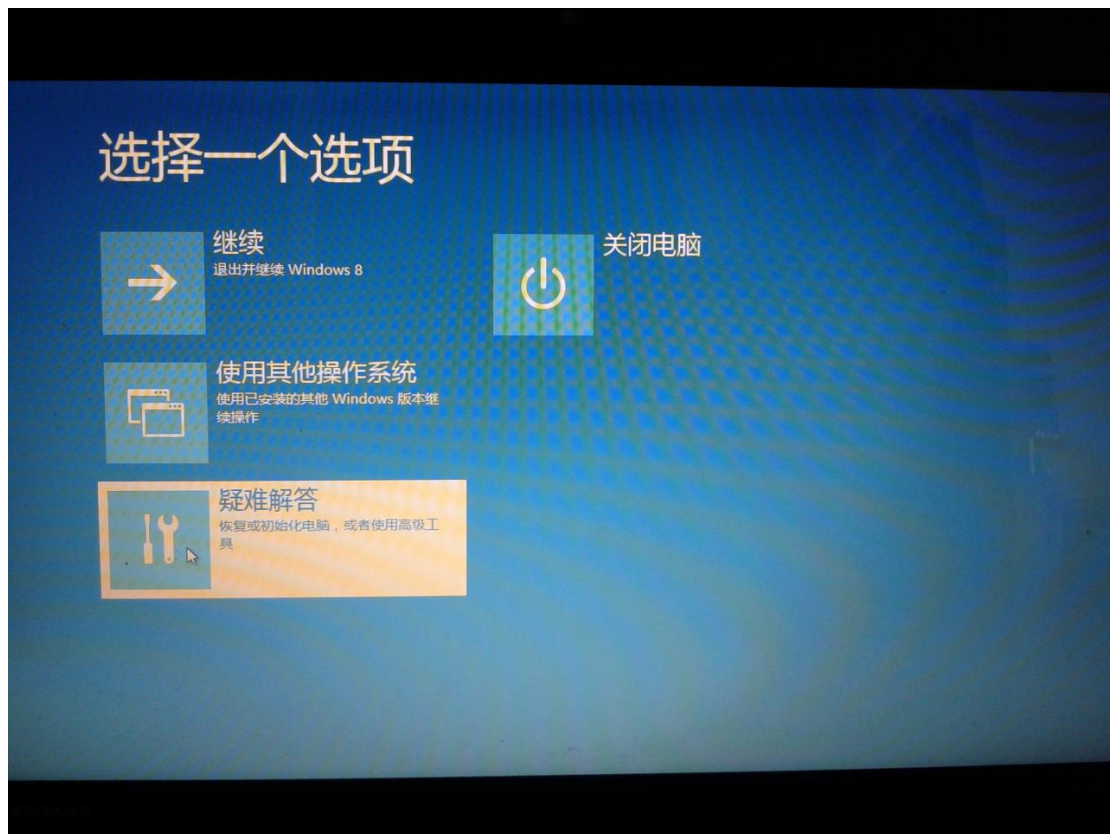 选择一个选项
继续
退出并继续 Windows 8
关闭电脑
使用其他操作系统
使用已安装的其他 Windows 版本继
续操作
疑难解答
恢复或初始化电脑，或者使用高级工
具